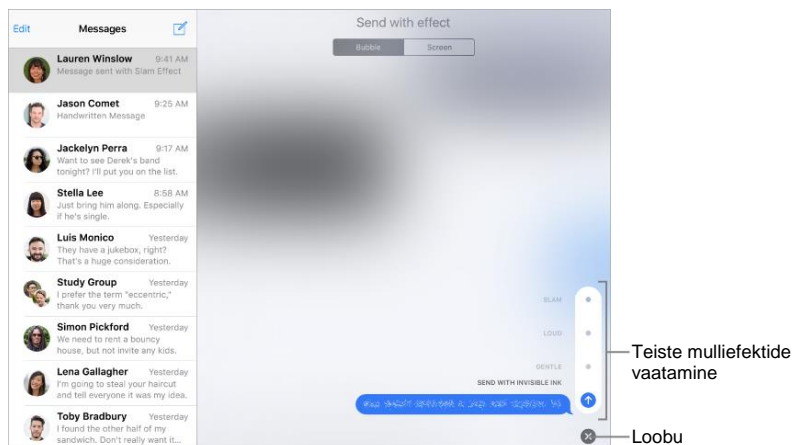 Edit
Messages
Lauren Winslow 9:41 AM
Message sent with Slam Effect
Jason Comet 9:25 AM
Handwritten Message
Jackelyn Perra 9:17 AM
Want to see Derek's band
tonight? I'll put you on the list.
Stella Lee 8:58 AM
Just bring him along. Especially
if he's single.
Luis Monico Yesterday
They have a jukebox, right?
That's a huge consideration.
Study Group Yesterday
I prefer the term "eccentric,"
thank you very much.
Simon Pickford Yesterday
We need to rent a bouncy
house, but not invite any kids.
Lena Gallagher Yesterday
I'm going to steal your haircut
and tell everyone it was my idea.
Toby Bradbury Yesterday
I found the other half of my
sandwich. Don't really want it...
Send with effect
Bubble Screen
SLAM
LOUD
GENTLE
SEND WITH INVISIBLE INK
Teiste mulliefektide
vaatamine
Loobu